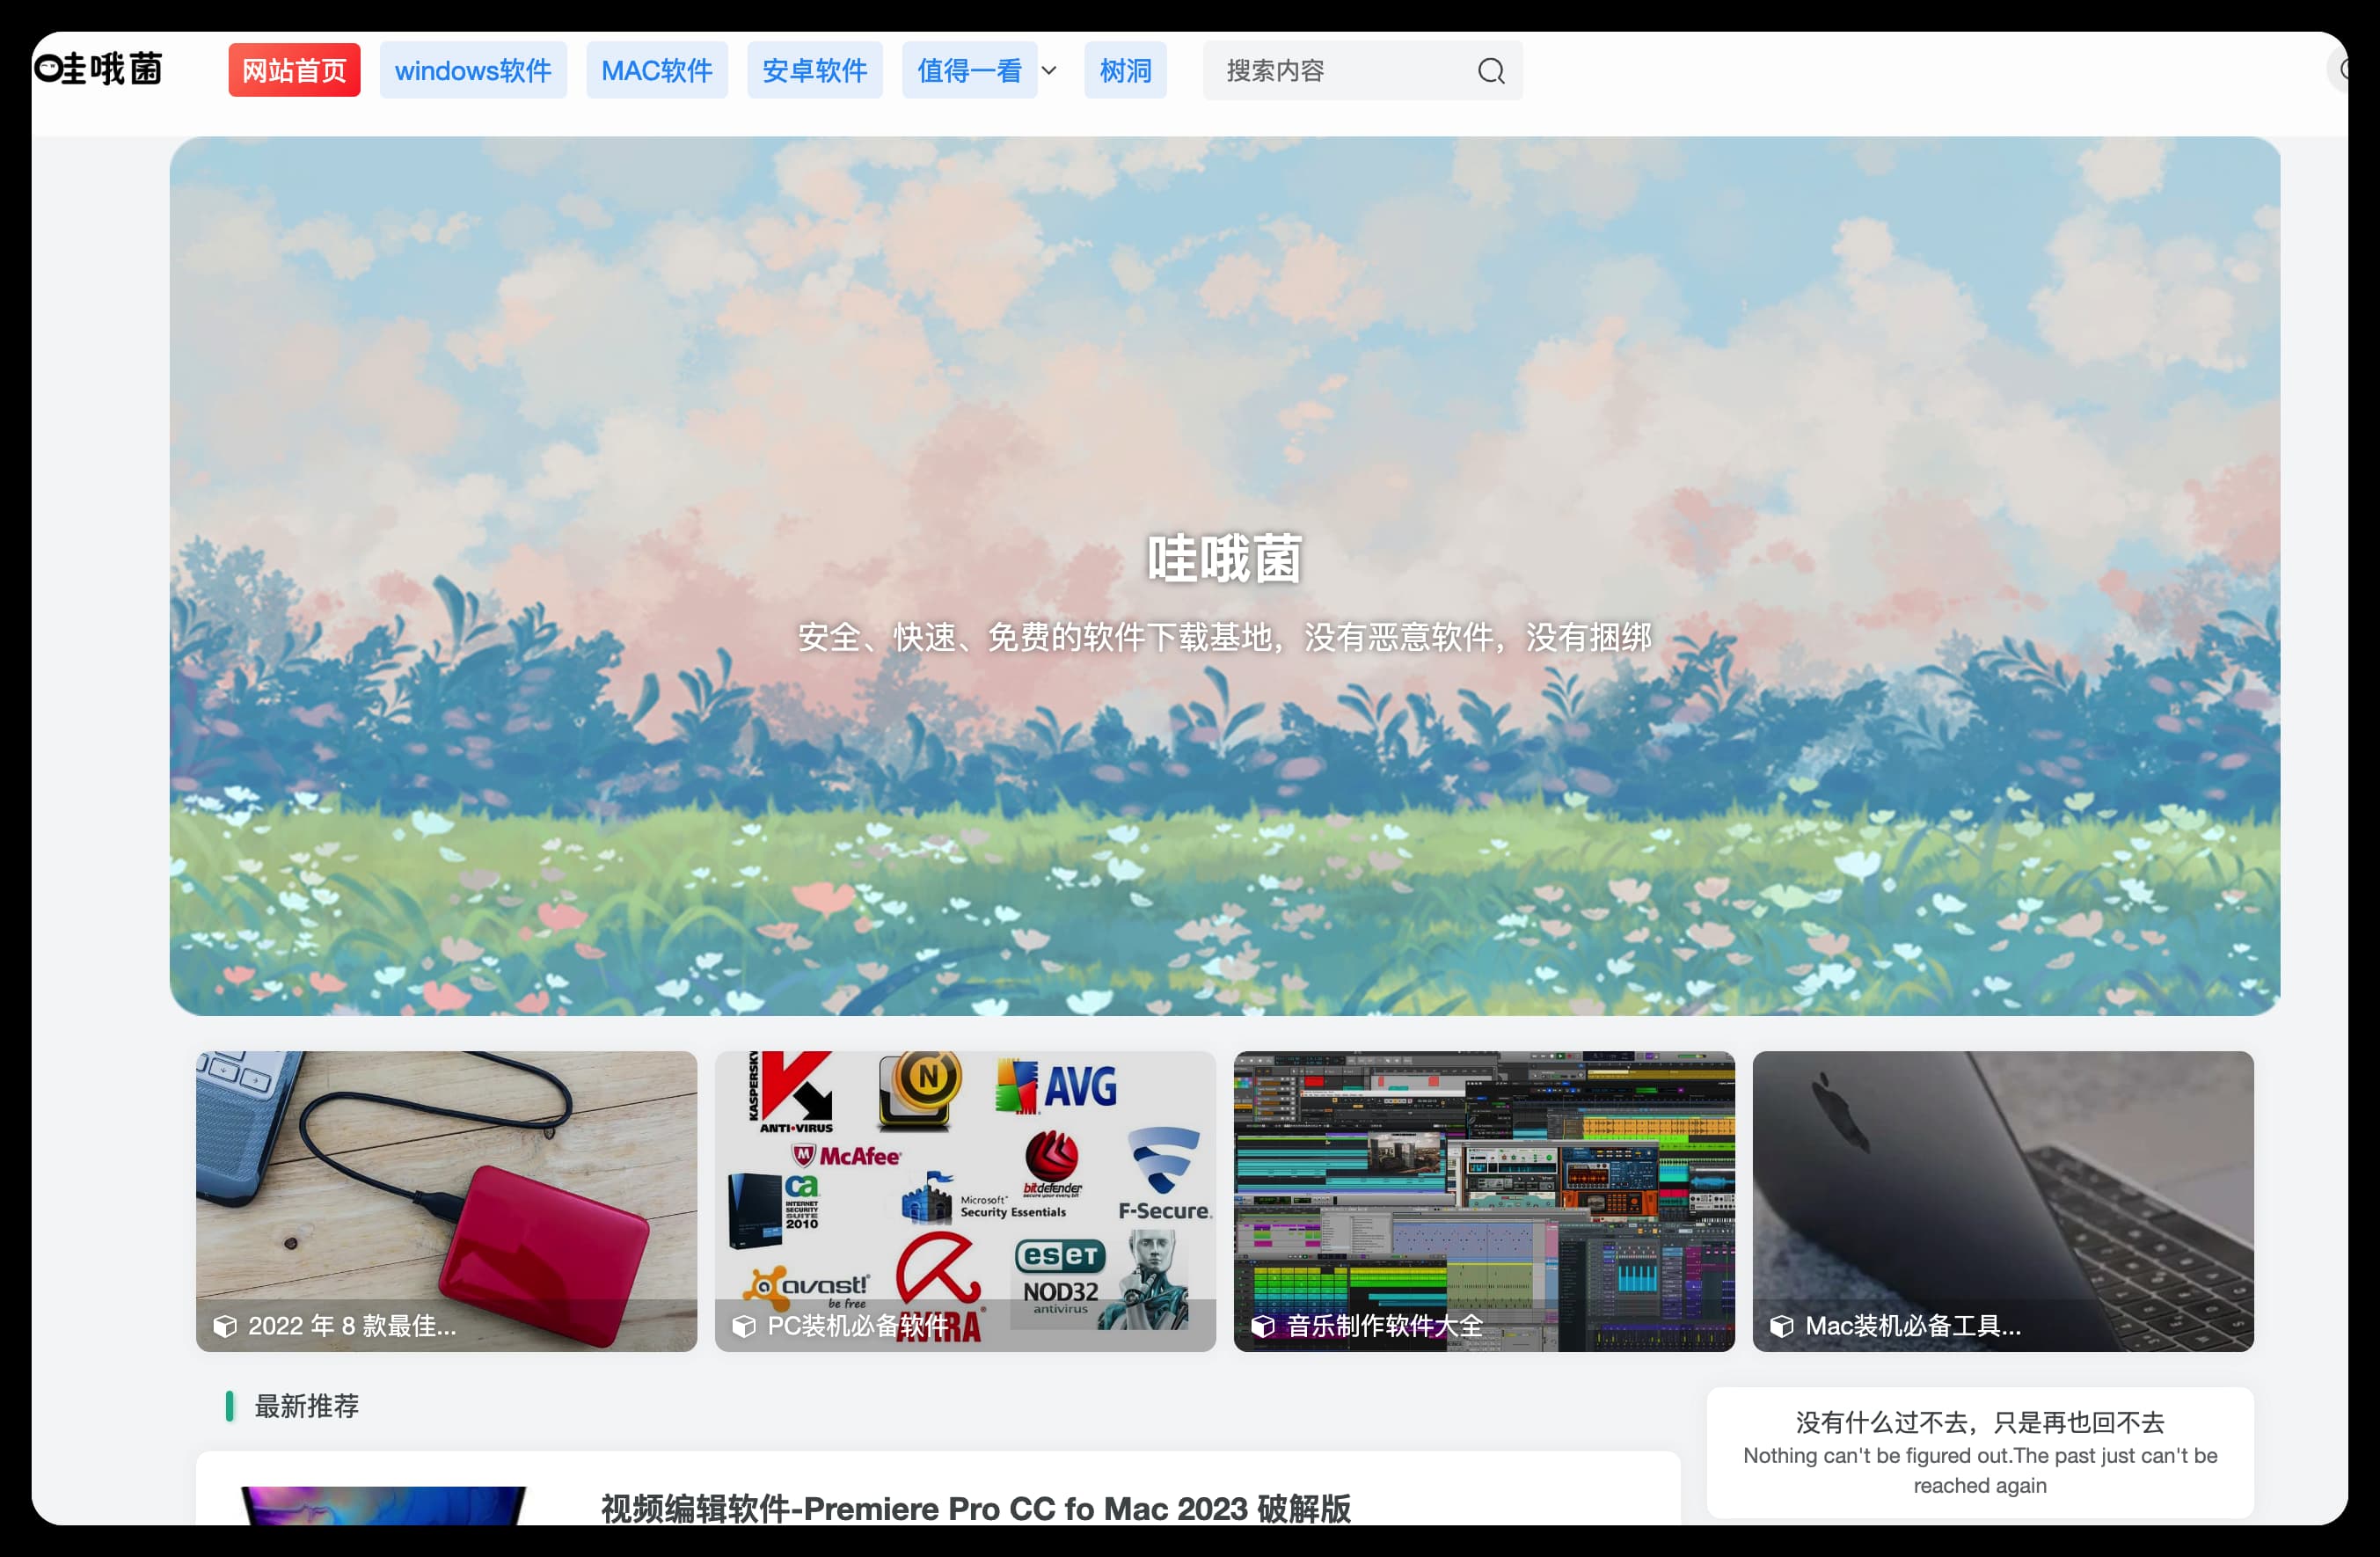 哇哦菌
网站首页 windows软件 MAC软件 安卓软件 值得一看 树洞 搜索内容
哇哦菌
安全、快速、免费的软件下载基地，没有恶意软件，没有捆绑
2022 年 8 款最佳...
KASPERSKY
ANTI•VIRUS
N
AVG
McAfee
ca
INTERNET
SECURITY
SUITE
2010
Microsoft
Security Essentials
bitdefender
secure your every bit
F-Secure.
avast!
be free
AVIRA
eseT
NOD32
antivirus
PC装机必备软件
音乐制作软件大全
Mac装机必备工具...
最新推荐
视频编辑软件-Premiere Pro CC fo Mac 2023 破解版
没有什么过不去，只是再也回不去
Nothing can't be figured out.The past just can't be
reached again